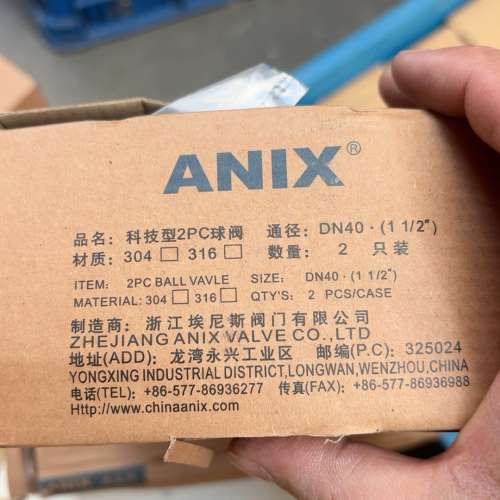 ANIX®
品名: 科技型2PC球阀 通径: DN40·(1 1/2")
材质: 304 □ 316 □ 数量: 2 只装
ITEM: 2PC BALL VAVLE SIZE: DN40·(1 1/2")
MATERIAL: 304 □ 316 □ QTY'S: 2 PCS/CASE
制造商: 浙江埃尼斯阀门有限公司
ZHEJIANG ANIX VALVE CO.,LTD
地址(ADD): 龙湾永兴工业区 邮编(P.C): 325024
YONGXING INDUSTRIAL DISTRICT,LONGWAN,WENZHOU,CHINA
电话(TEL): +86-577-86936277 传真(FAX): +86-577-86936988
Http://www.chinaanix.com
ANIX